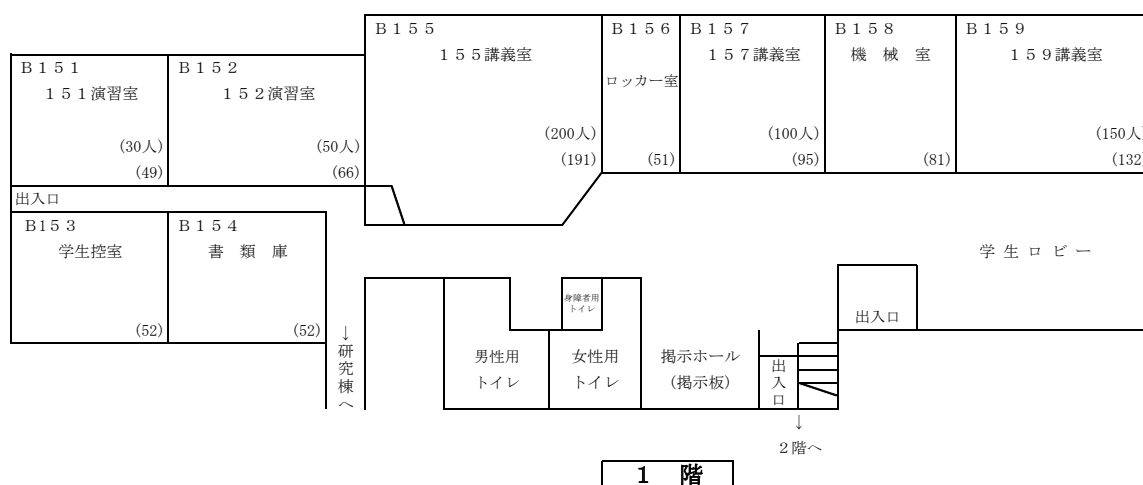 B１５１
１５１演習室
(30人)
(49)
B１５２
１５２演習室
(50人)
(66)
B１５５
１５５講義室
(200人)
(191)
B１５６
ロッカー室
(51)
B１５７
１５７講義室
(100人)
(95)
B１５８
機 械 室
(81)
B１５９
１５９講義室
(150人)
(132)
出入口
B1５３
学生控室
(52)
B１５４
書 類 庫
(52)
↓研究棟へ
男性用
トイレ
身障者用
トイレ
女性用
トイレ
掲示ホール
(掲示板)
出入口
↓
２階へ
出入口
学 生 ロ ビ ー
１ 階